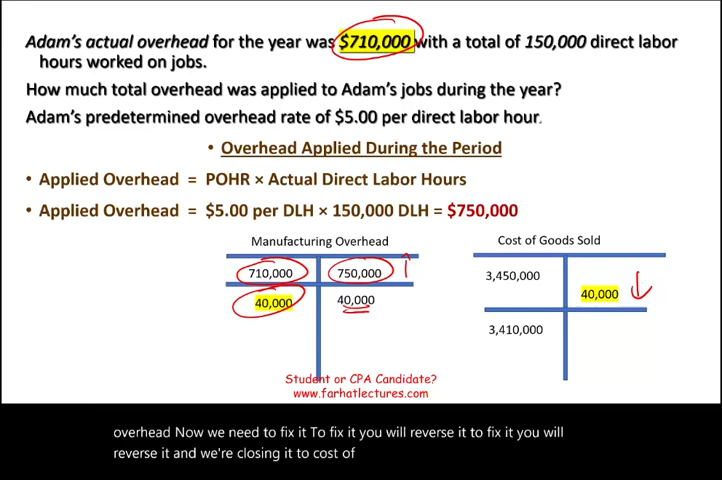 Adam's actual overhead for the year was $710,000 with a total of 150,000 direct labor
hours worked on jobs.
How much total overhead was applied to Adam's jobs during the year?
Adam's predetermined overhead rate of $5.00 per direct labor hour.
• Overhead Applied During the Period
• Applied Overhead = POHR × Actual Direct Labor Hours
• Applied Overhead = $5.00 per DLH × 150,000 DLH = $750,000
Manufacturing Overhead
710,000 750,000
40,000 40,000
Cost of Goods Sold
3,450,000
40,000
3,410,000
Student or CPA Candidate?
www.farhatlectures.com
overhead Now we need to fix it To fix it you will reverse it to fix it you will
reverse it and we're closing it to cost of